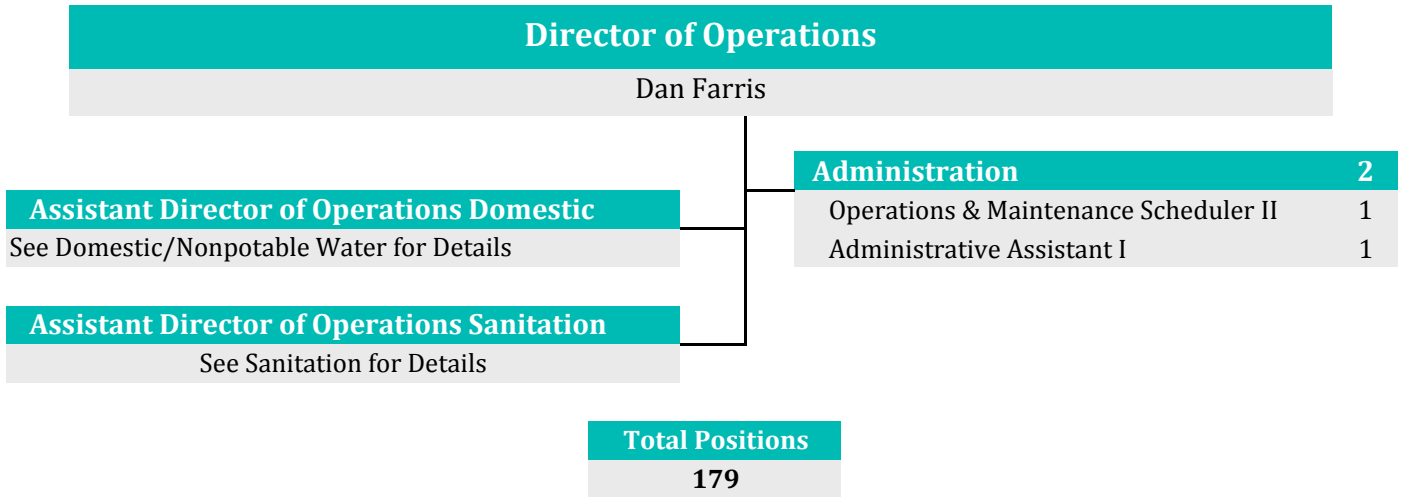 Director of Operations
Dan Farris
Assistant Director of Operations Domestic
See Domestic/Nonpotable Water for Details
Assistant Director of Operations Sanitation
See Sanitation for Details
Administration 2
Operations & Maintenance Scheduler II 1
Administrative Assistant I 1
Total Positions
179